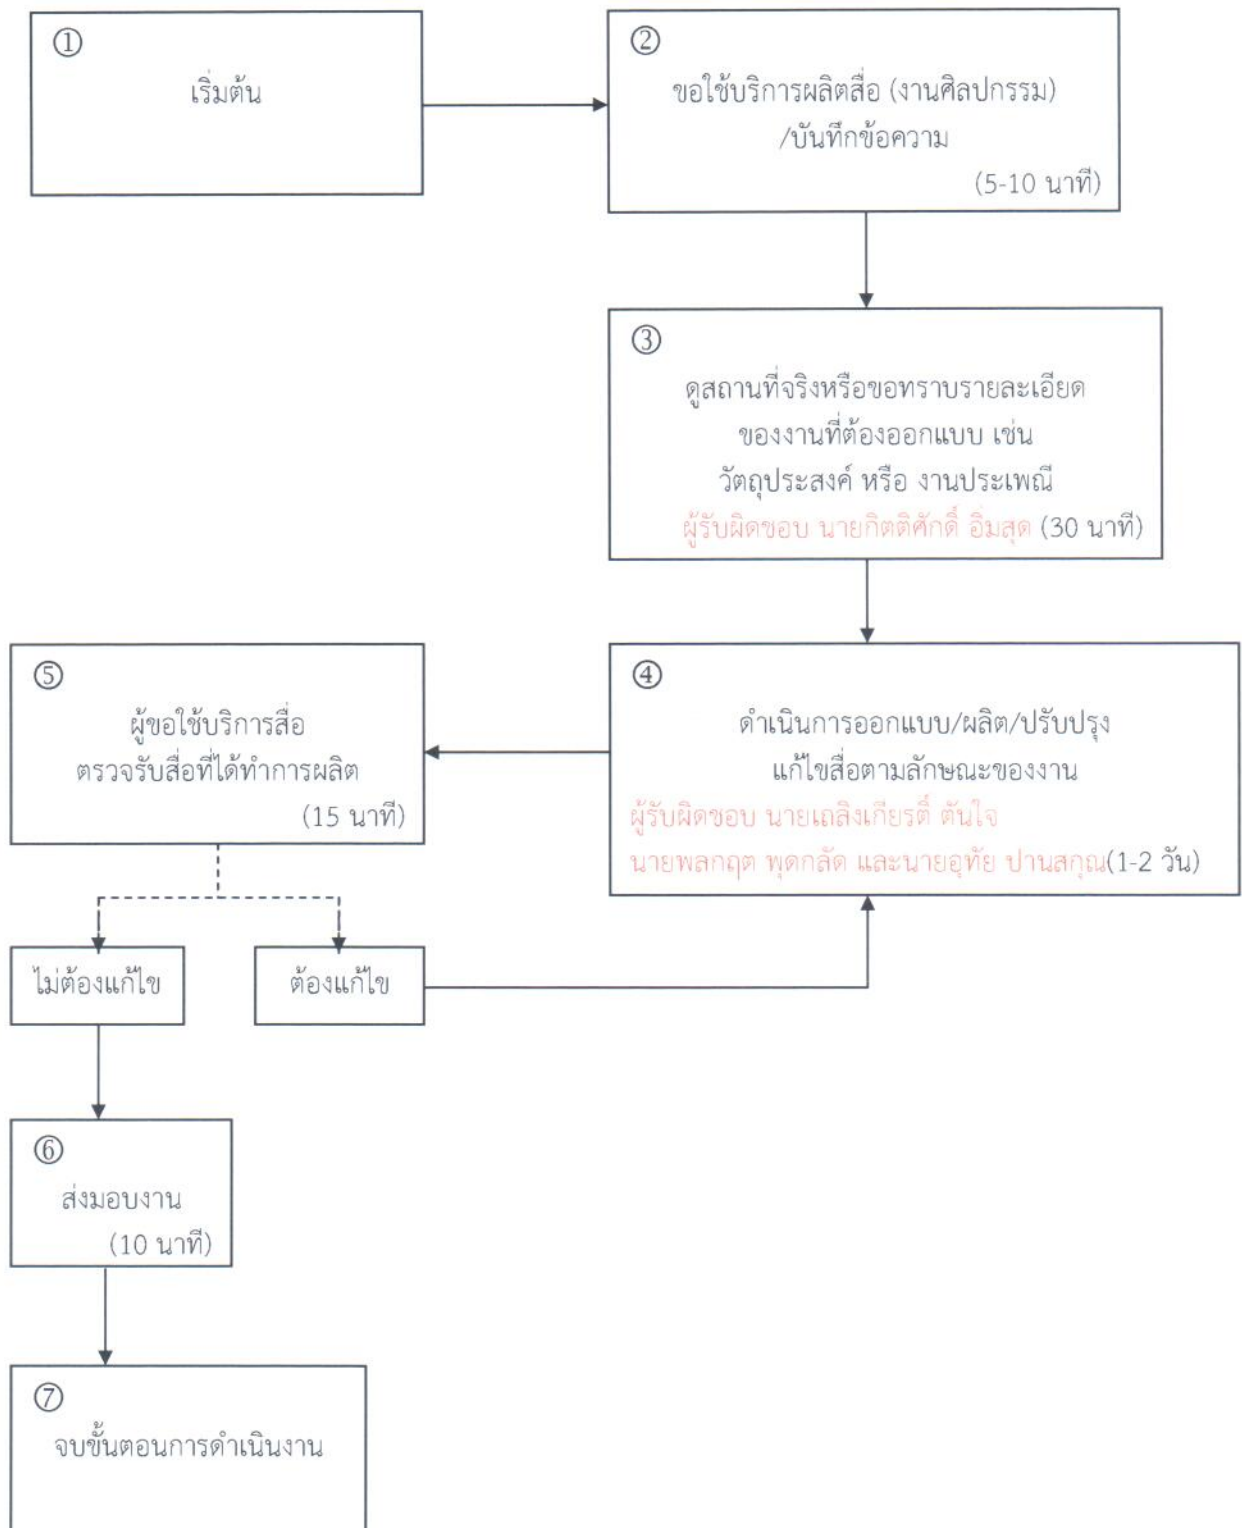 ①
เริ่มต้น
②
ขอใช้บริการผลิตสื่อ (งานศิลปกรรม)
/บันทึกข้อความ
(5-10 นาที)
③
ดูสถานที่จริงหรือขอทราบรายละเอียด
ของงานที่ต้องออกแบบ เช่น
วัตถุประสงค์ หรือ งานประเพณี
ผู้รับผิดชอบ นายกิตติศักดิ์ อิ่มสุด (30 นาที)
④
ดำเนินการออกแบบ/ผลิต/ปรับปรุง
แก้ไขสื่อตามลักษณะของงาน
ผู้รับผิดชอบ นายเถลิงเกียรติ์ ตันใจ
นายพลกฤต พุดกลัด และนายอุทัย ปานสกุณ(1-2 วัน)
⑤
ผู้ขอใช้บริการสื่อ
ตรวจรับสื่อที่ได้ทำการผลิต
(15 นาที)
ไม่ต้องแก้ไข
ต้องแก้ไข
⑥
ส่งมอบงาน
(10 นาที)
⑦
จบขั้นตอนการดำเนินงาน